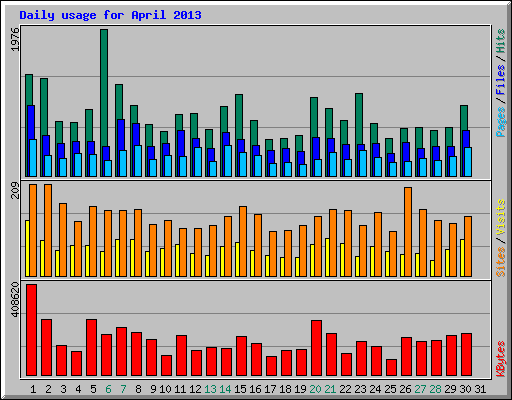 Daily usage for April 2013
1976
Pages / Files / Hits
209
Sites / Visits
408620
KBytes
1 2 3 4 5 6 7 8 9 10 11 12 13 14 15 16 17 18 19 20 21 22 23 24 25 26 27 28 29 30 31